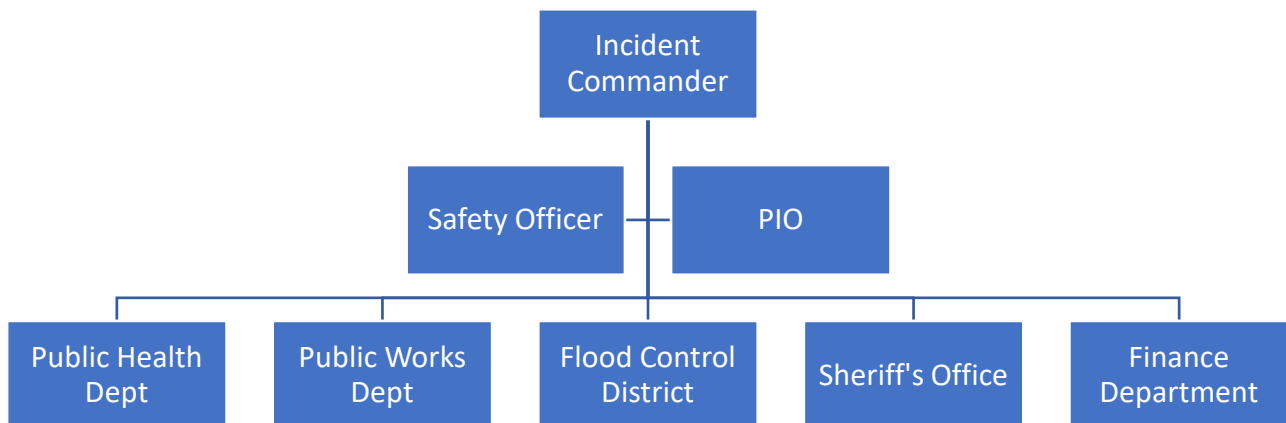 Incident
Commander
Safety Officer
PIO
Public Health
Dept
Public Works
Dept
Flood Control
District
Sheriff's Office
Finance
Department